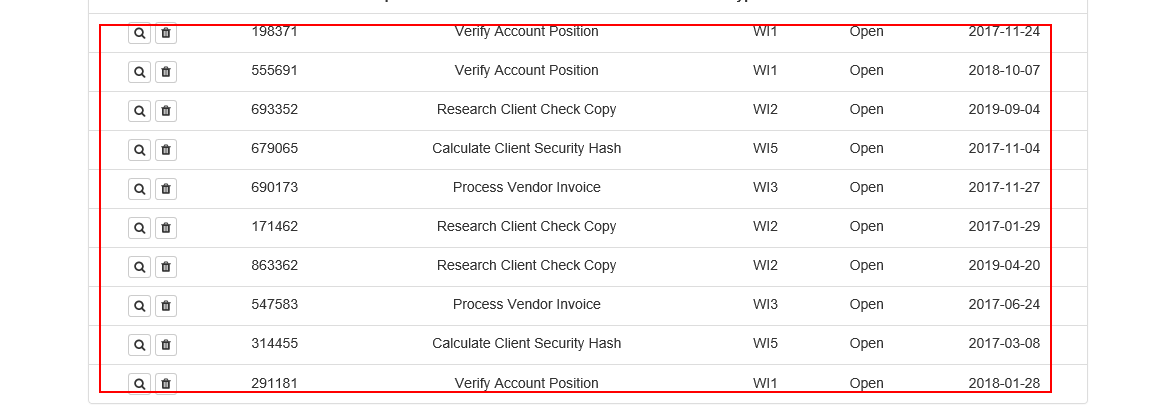 198371 Verify Account Position WI1 Open 2017-11-24
555691 Verify Account Position WI1 Open 2018-10-07
693352 Research Client Check Copy WI2 Open 2019-09-04
679065 Calculate Client Security Hash WI5 Open 2017-11-04
690173 Process Vendor Invoice WI3 Open 2017-11-27
171462 Research Client Check Copy WI2 Open 2017-01-29
863362 Research Client Check Copy WI2 Open 2019-04-20
547583 Process Vendor Invoice WI3 Open 2017-06-24
314455 Calculate Client Security Hash WI5 Open 2017-03-08
291181 Verify Account Position WI1 Open 2018-01-28